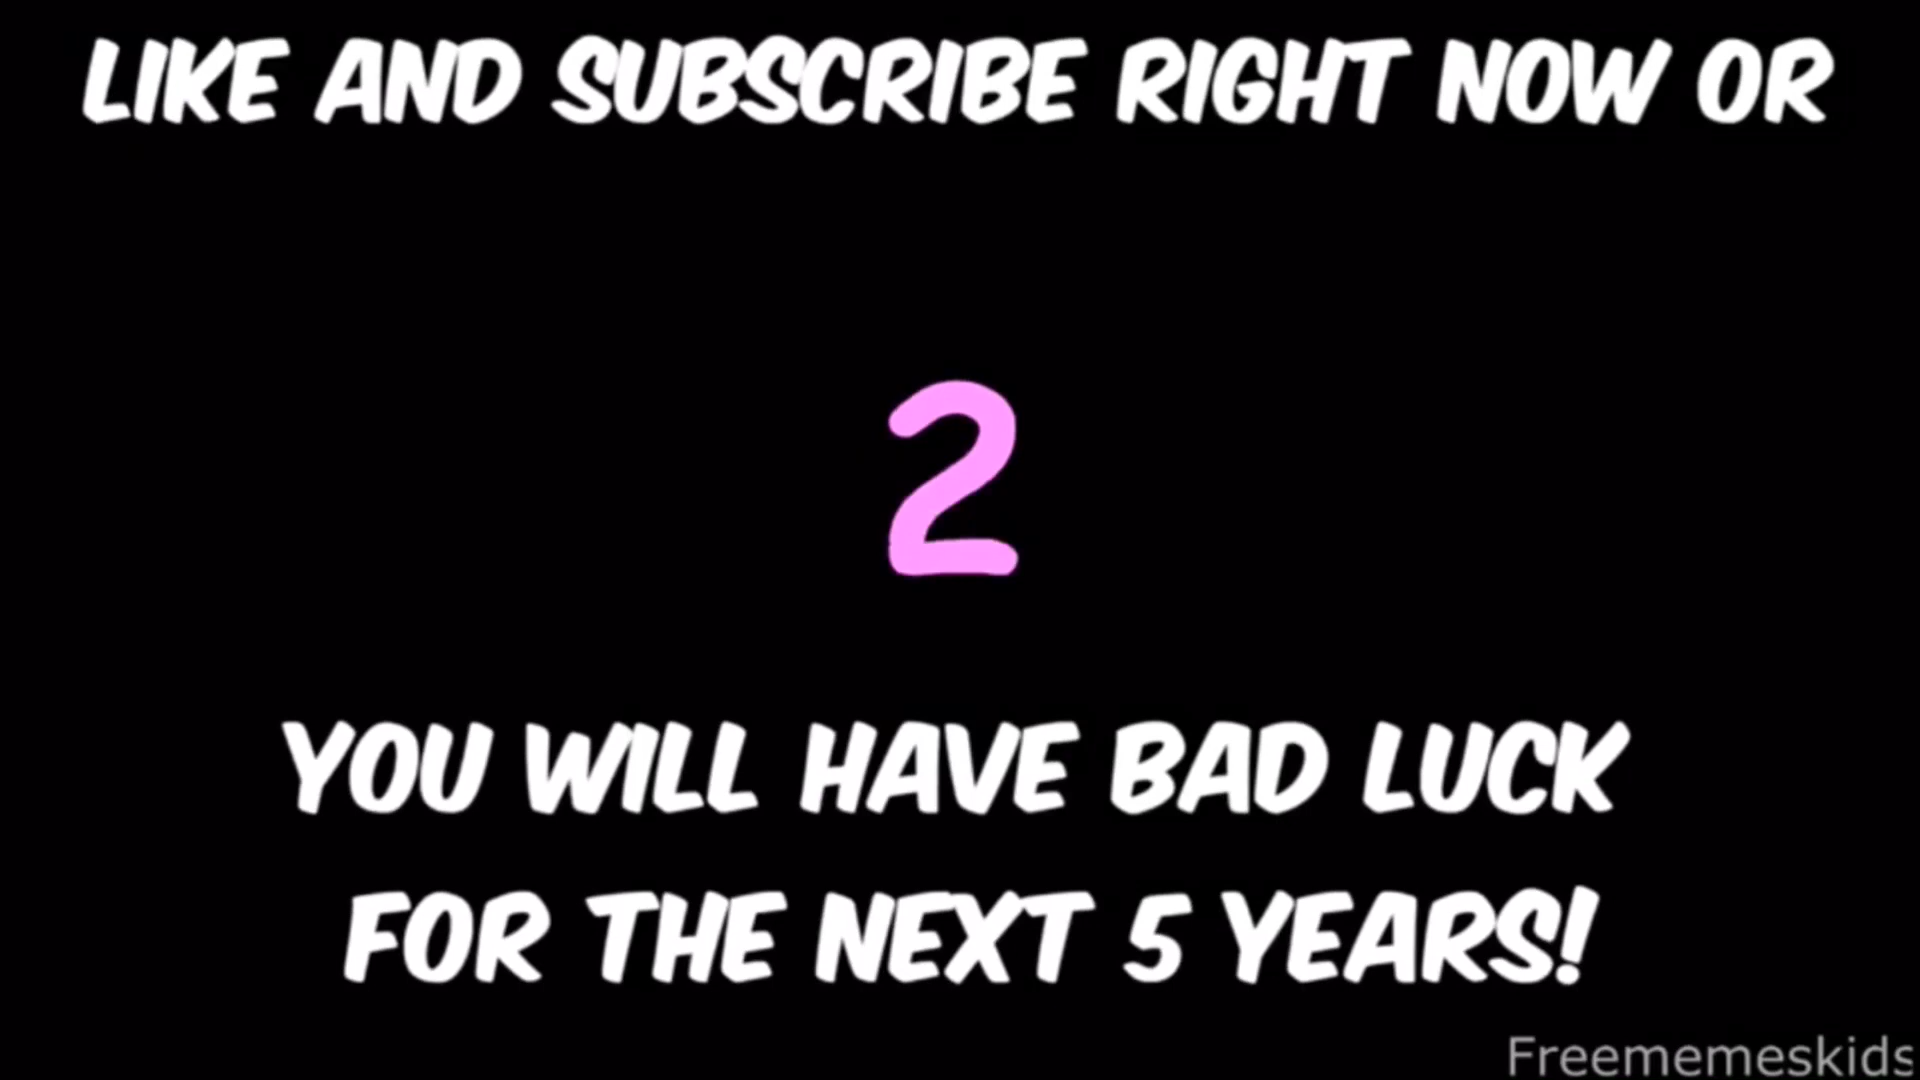 LIKE AND SUBSCRIBE RIGHT NOW OR
2
YOU WILL HAVE BAD LUCK
FOR THE NEXT 5 YEARS!
Freememeskids